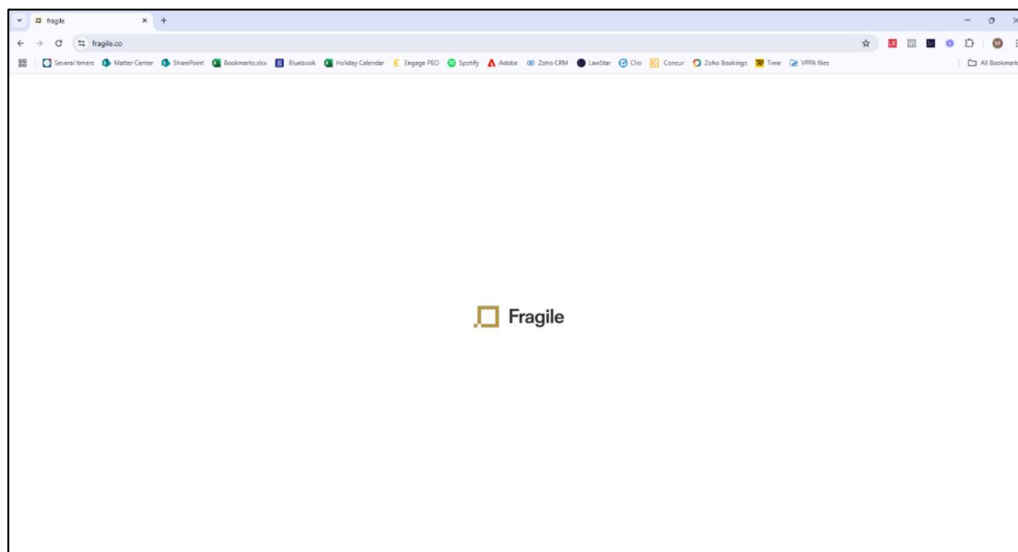 fragile
fragile.co
Several timers Matter Center SharePoint Bookmarks.xlsx Bluebook Holiday Calendar Engage PEO Spotify Adobe Zoho CRM LawStar Clio Concur Zoho Bookings Time VPPA files All Bookmark
Fragile